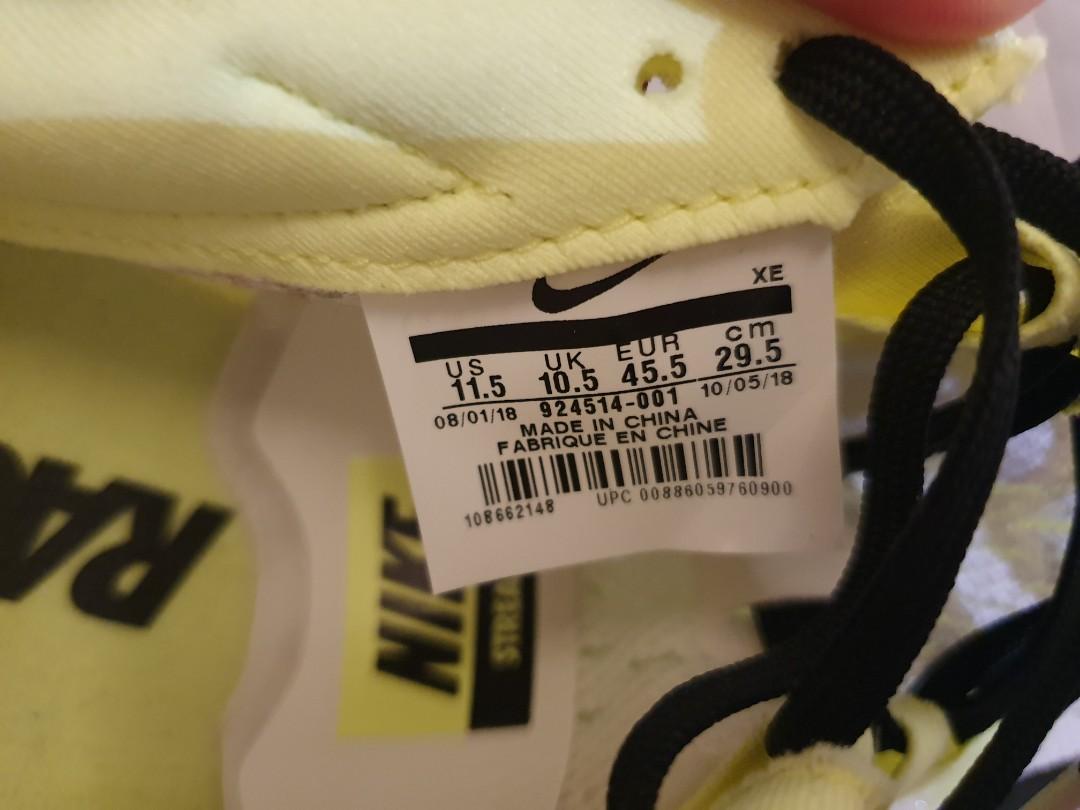 XE
US UK EUR cm
11.5 10.5 45.5 29.5
08/01/18 924514-001 10/05/18
MADE IN CHINA
FABRIQUE EN CHINE
108662148 UPC 00886059760900
NIKE